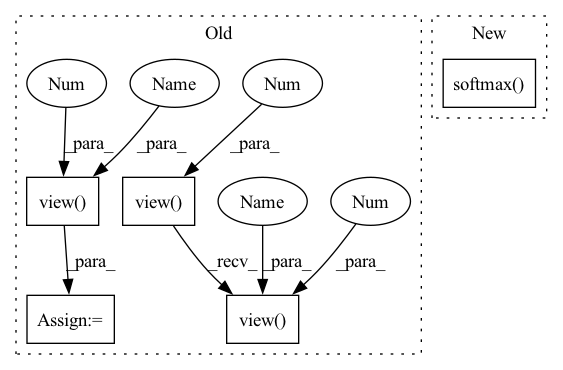 Old
New
Num
Name
Num
softmax()
_para_
_para_
_para_
view()
view()
Name
Num
_para_
_recv_
_para_
_para_
Assign:=
view()